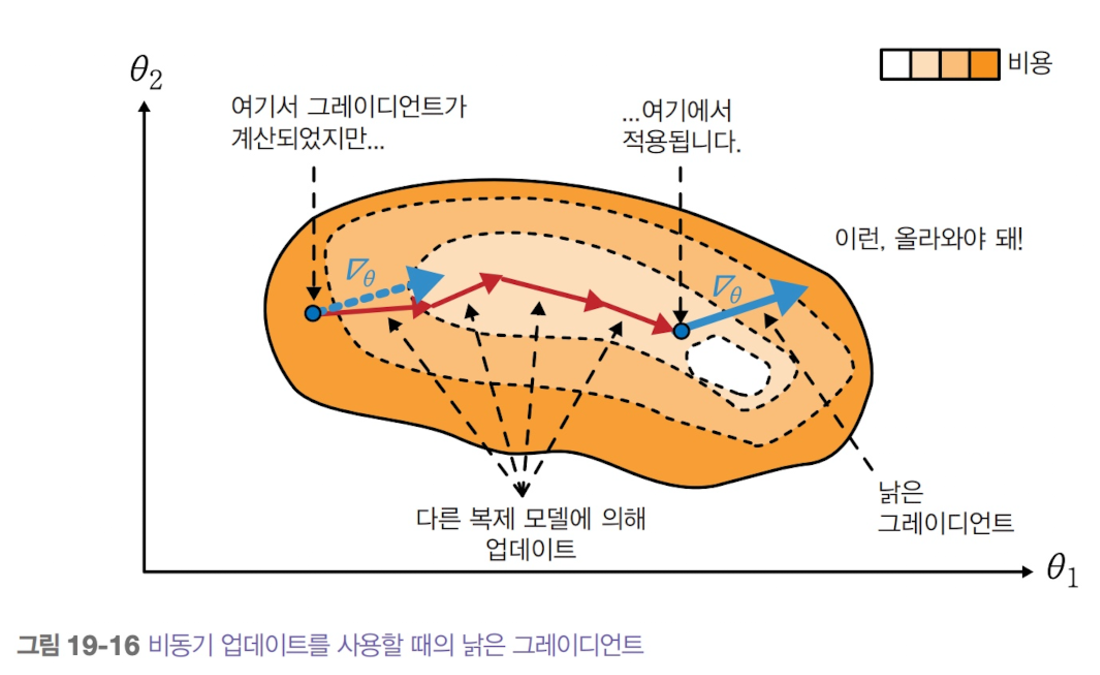 θ₂
비용
여기서 그레이디언트가
계산되었지만...
...여기에서
적용됩니다.
이런, 올라와야 돼!
∇θ
∇θ
낡은
그레이디언트
다른 복제 모델에 의해
업데이트
θ₁
그림 19-16 비동기 업데이트를 사용할 때의 낡은 그레이디언트